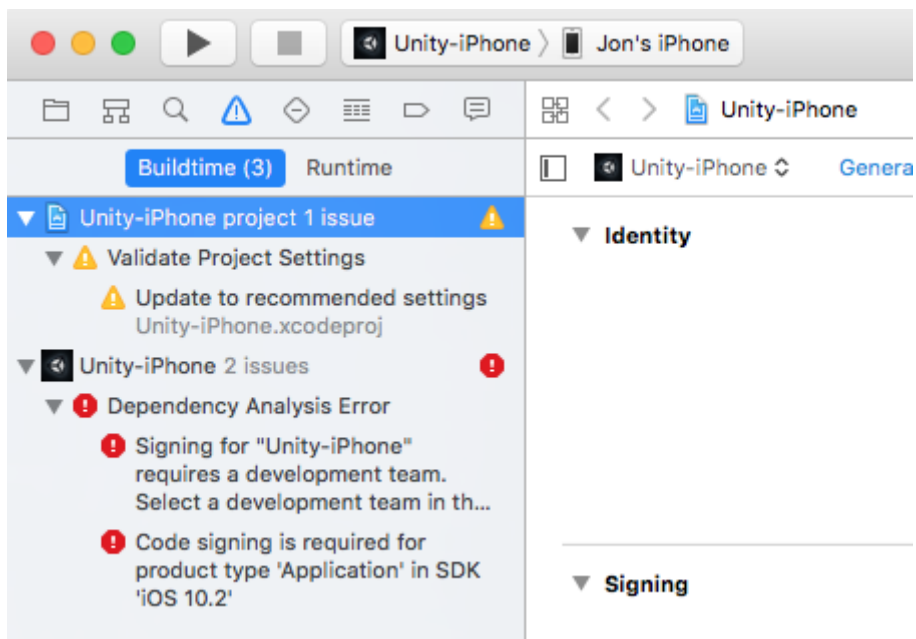 Unity-iPhone
Jon's iPhone
Unity-iPhone
Buildtime (3)
Runtime
Unity-iPhone
Genera
Unity-iPhone project 1 issue
Validate Project Settings
Update to recommended settings
Unity-iPhone.xcodeproj
Unity-iPhone 2 issues
Dependency Analysis Error
Signing for "Unity-iPhone"
requires a development team.
Select a development team in th...
Code signing is required for
product type 'Application' in SDK
'iOS 10.2'
Identity
Signing